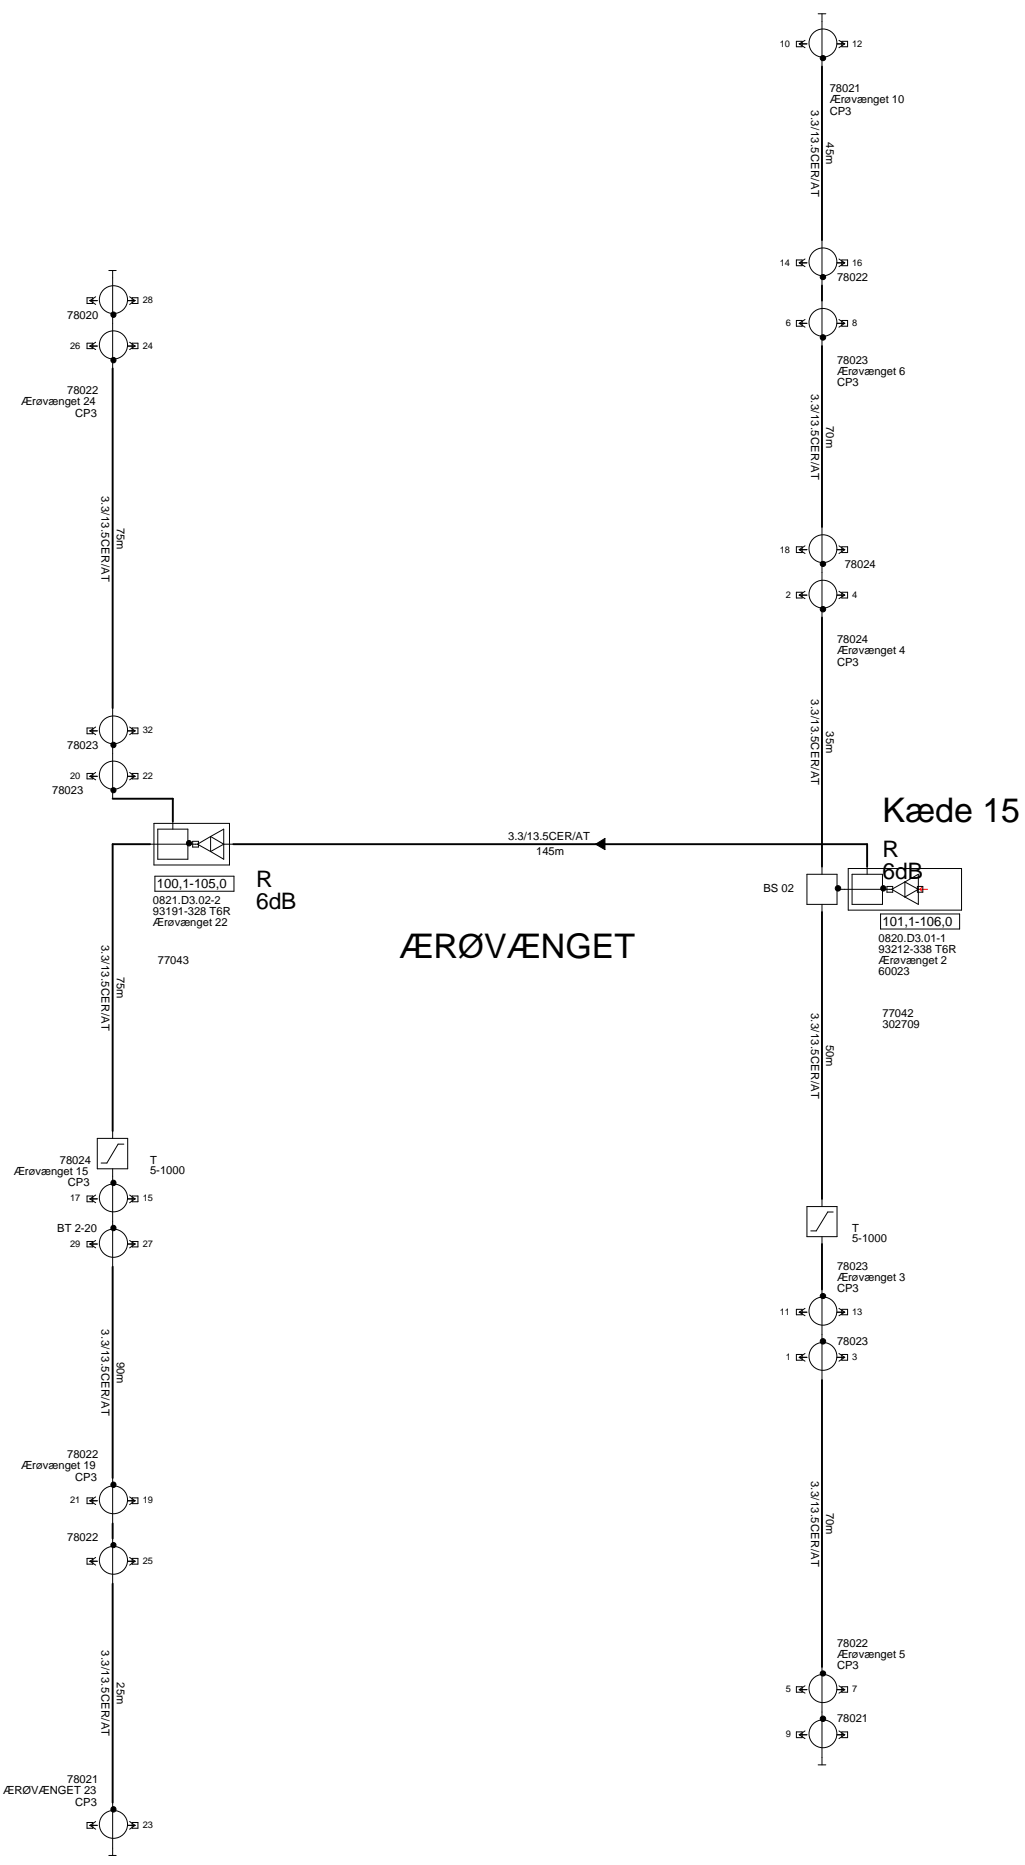 10 12
78021
Ærøvænget 10
CP3
3.3/13.5CER/AT
45m
14 16
78022
6 8
78023
Ærøvænget 6
CP3
3.3/13.5CER/AT
70m
18
78024
2 4
78024
Ærøvænget 4
CP3
3.3/13.5CER/AT
35m
28
78020
26 24
78022
Ærøvænget 24
CP3
3.3/13.5CER/AT
75m
32
78023
20 22
78023
Kæde 15
R
6dB
3.3/13.5CER/AT
145m
BS 02
101,1-106,0
0820.D3.01-1
93212-338 T6R
Ærøvænget 2
60023
77042
302709
R
6dB
100,1-105,0
0821.D3.02-2
93191-328 T6R
Ærøvænget 22
77043
ÆRØVÆNGET
3.3/13.5CER/AT
75m
78024
Ærøvænget 15
CP3
T
5-1000
17 15
BT 2-20
29 27
3.3/13.5CER/AT
90m
78022
Ærøvænget 19
CP3
21 19
78022
25
3.3/13.5CER/AT
25m
78021
ÆRØVÆNGET 23
CP3
23
3.3/13.5CER/AT
50m
T
5-1000
78023
Ærøvænget 3
CP3
11 13
78023
1 3
3.3/13.5CER/AT
70m
78022
Ærøvænget 5
CP3
5 7
78021
9